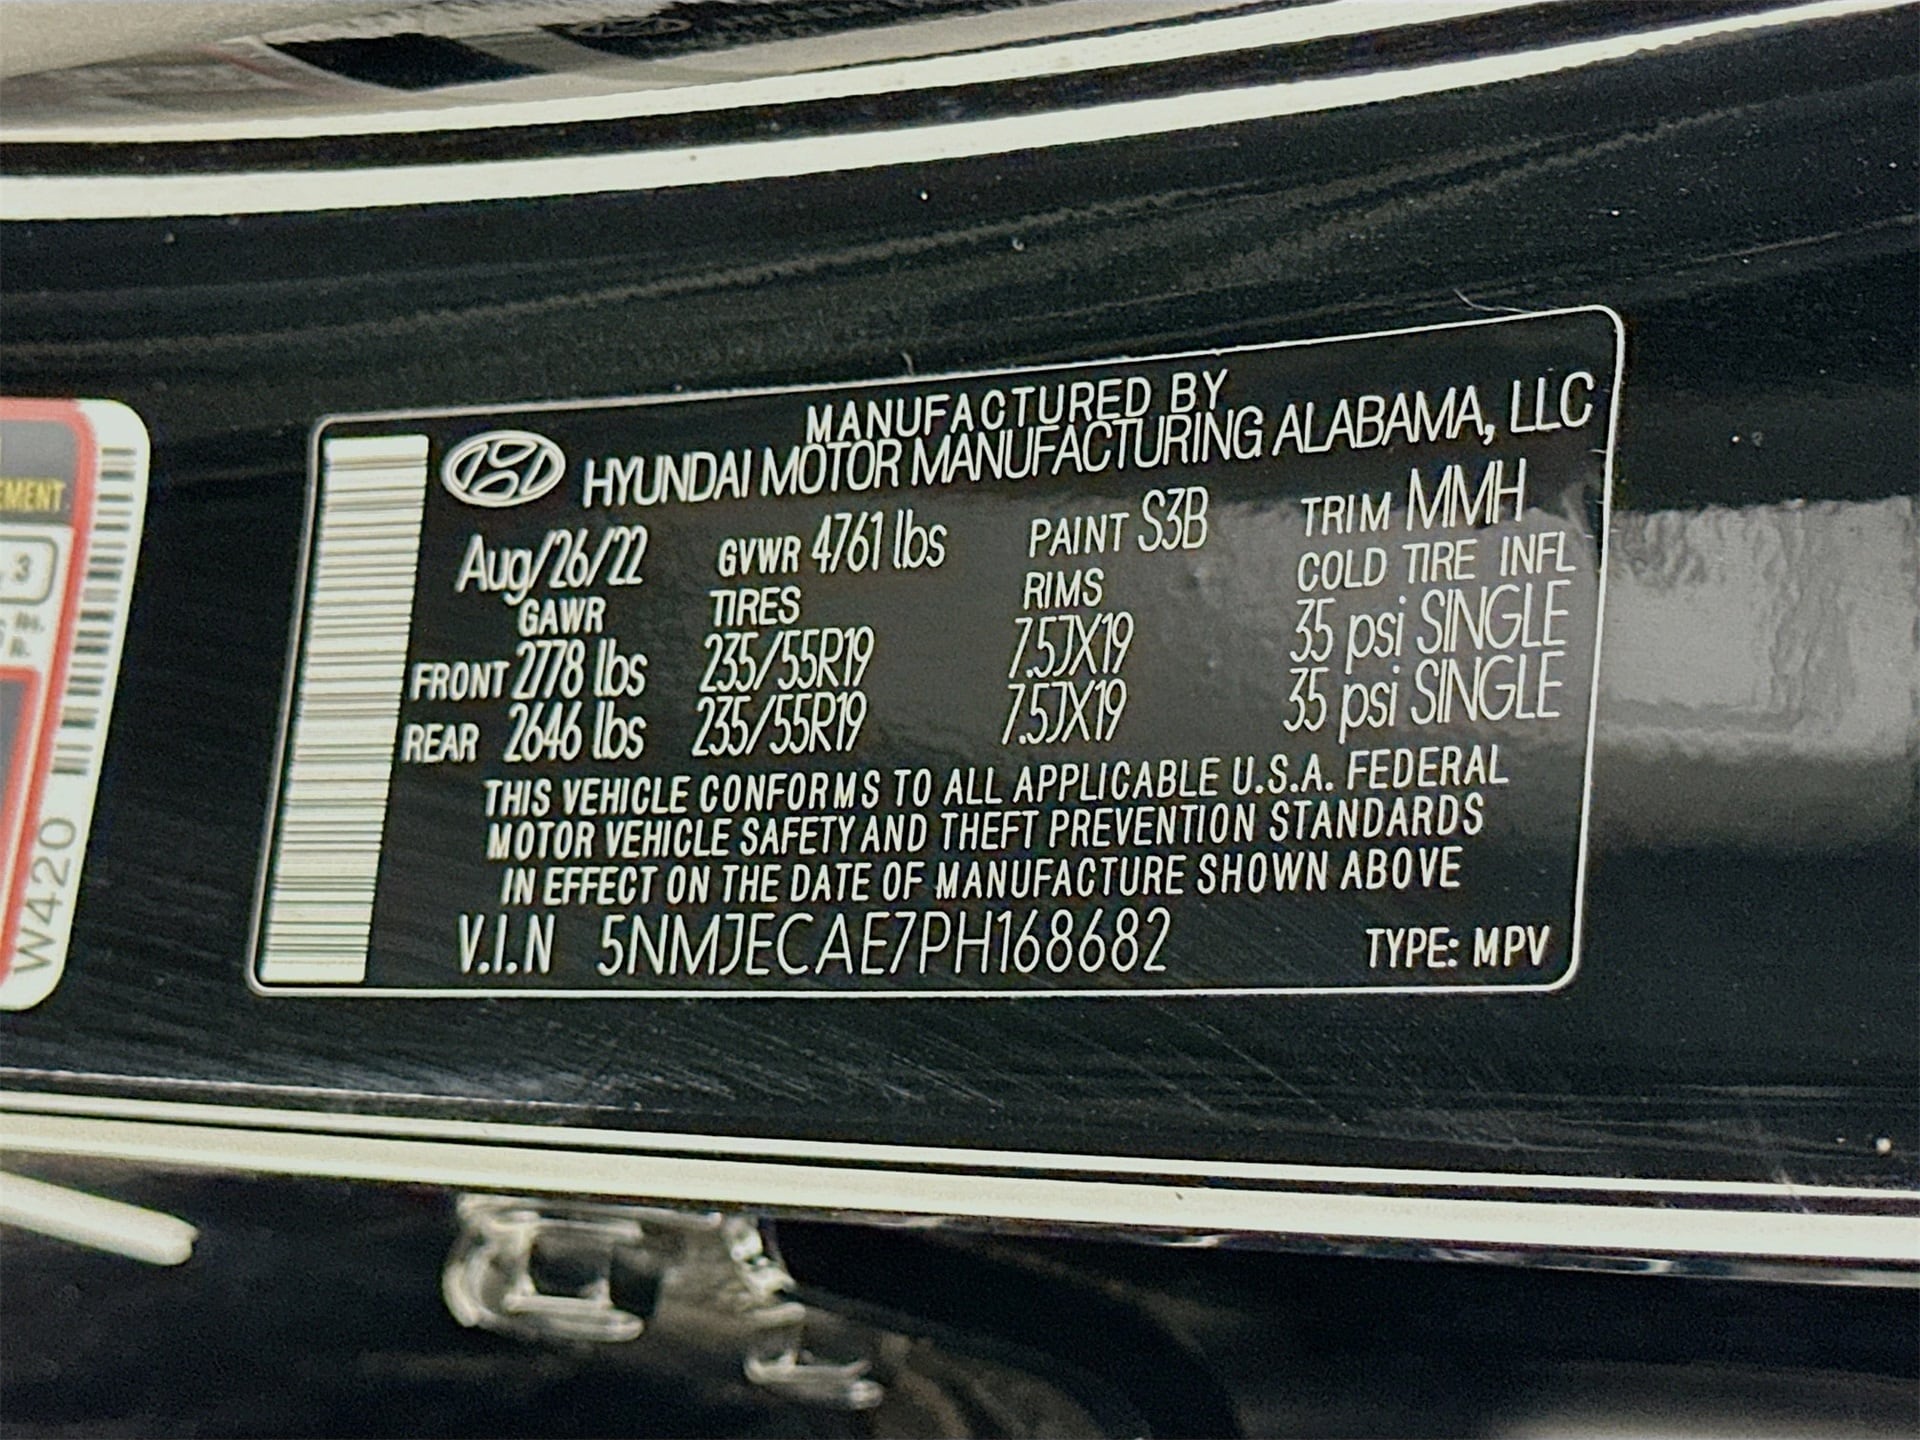 EMENT
3
W420
MANUFACTURED BY
HYUNDAI MOTOR MANUFACTURING ALABAMA, LLC
Aug/26/22 GVWR 4761 lbs PAINT S3B TRIM MMH
GAWR TIRES RIMS COLD TIRE INFL
FRONT 2778 lbs 235/55R19 7.5JX19 35 psi SINGLE
REAR 2646 lbs 235/55R19 7.5JX19 35 psi SINGLE
THIS VEHICLE CONFORMS TO ALL APPLICABLE U.S.A. FEDERAL
MOTOR VEHICLE SAFETY AND THEFT PREVENTION STANDARDS
IN EFFECT ON THE DATE OF MANUFACTURE SHOWN ABOVE
V.I.N 5NMJECAE7PH168682 TYPE: MPV